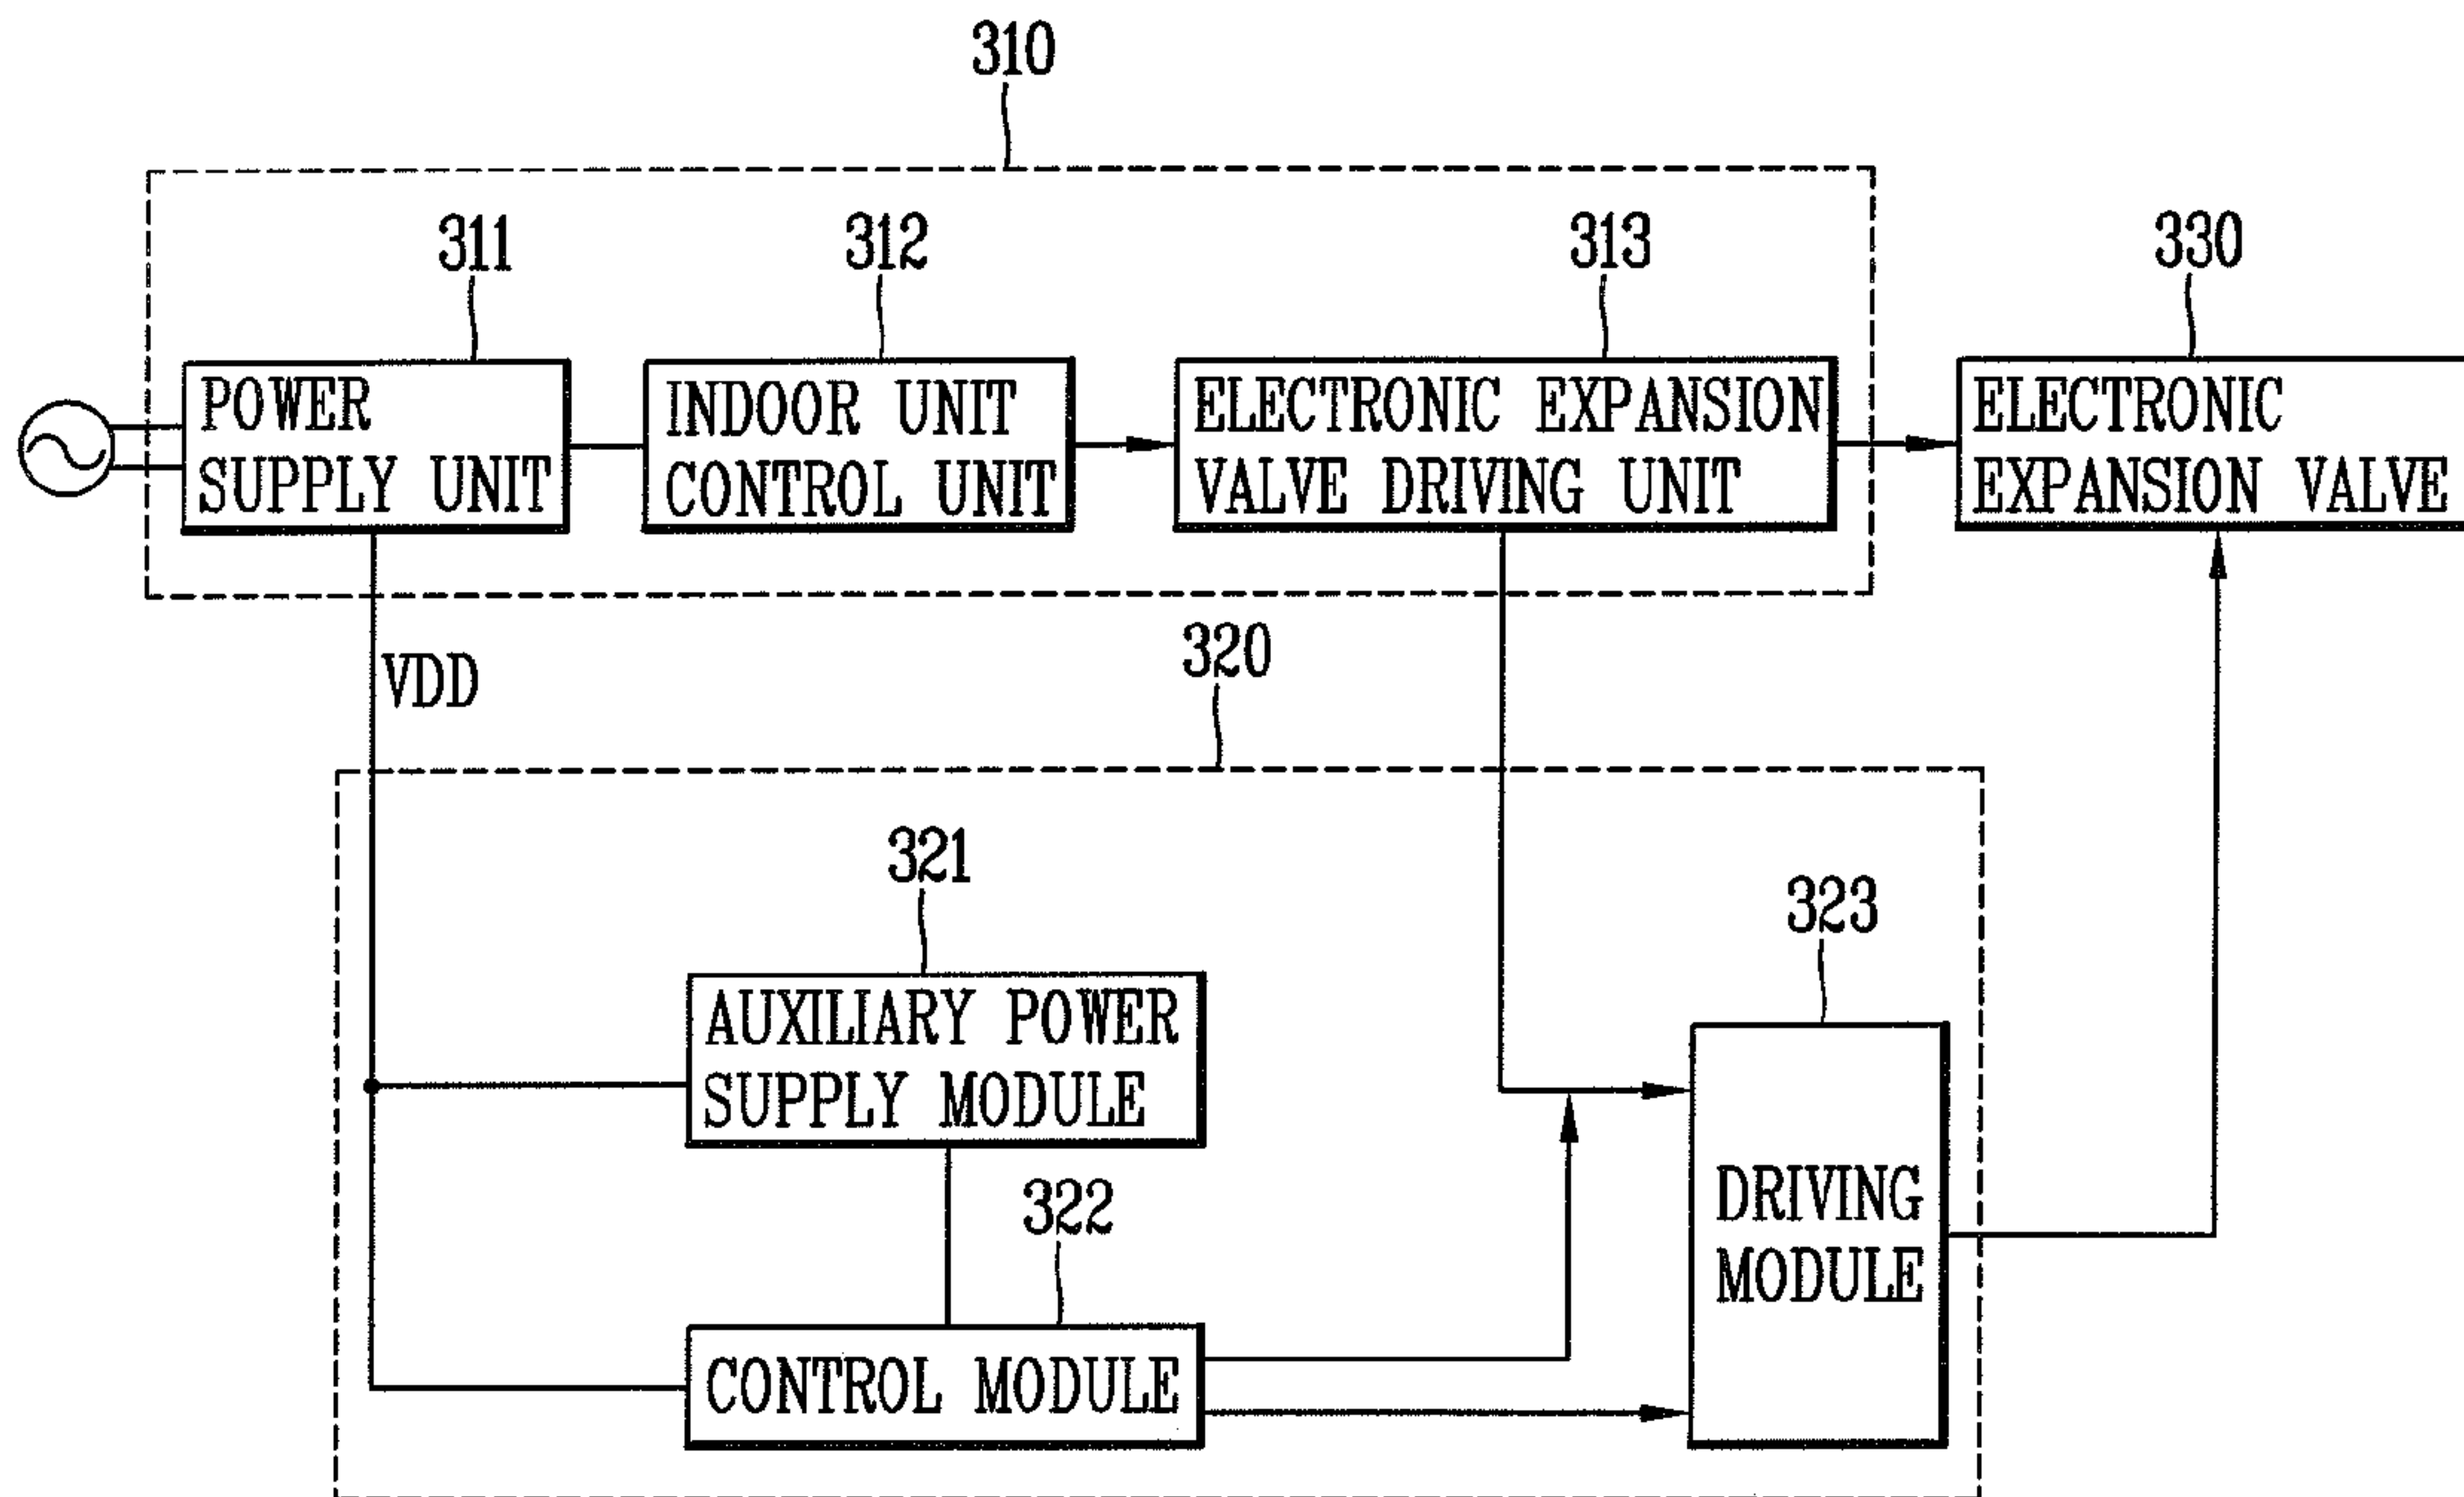 310
311
312
313
330
POWER
SUPPLY UNIT
INDOOR UNIT
CONTROL UNIT
ELECTRONIC EXPANSION
VALVE DRIVING UNIT
ELECTRONIC
EXPANSION VALVE
VDD
320
321
323
AUXILIARY POWER
SUPPLY MODULE
322
DRIVING
MODULE
CONTROL MODULE